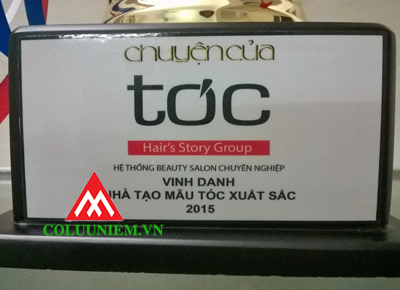 chuyện của
tóc
Hair's Story Group
HỆ THỐNG BEAUTY SALON CHUYÊN NGHIỆP
VINH DANH
NHÀ TẠO MẪU TÓC XUẤT SẮC
2015
COLUUNIEM.VN